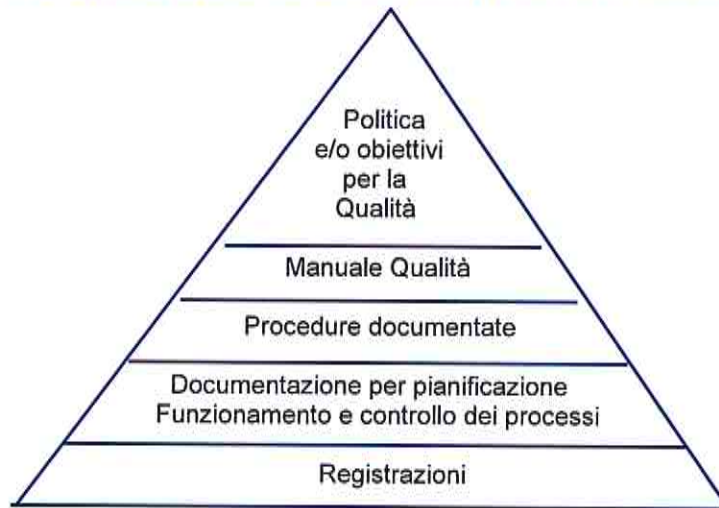 Politica
e/o obiettivi
per la
Qualità
Manuale Qualità
Procedure documentate
Documentazione per pianificazione
Funzionamento e controllo dei processi
Registrazioni